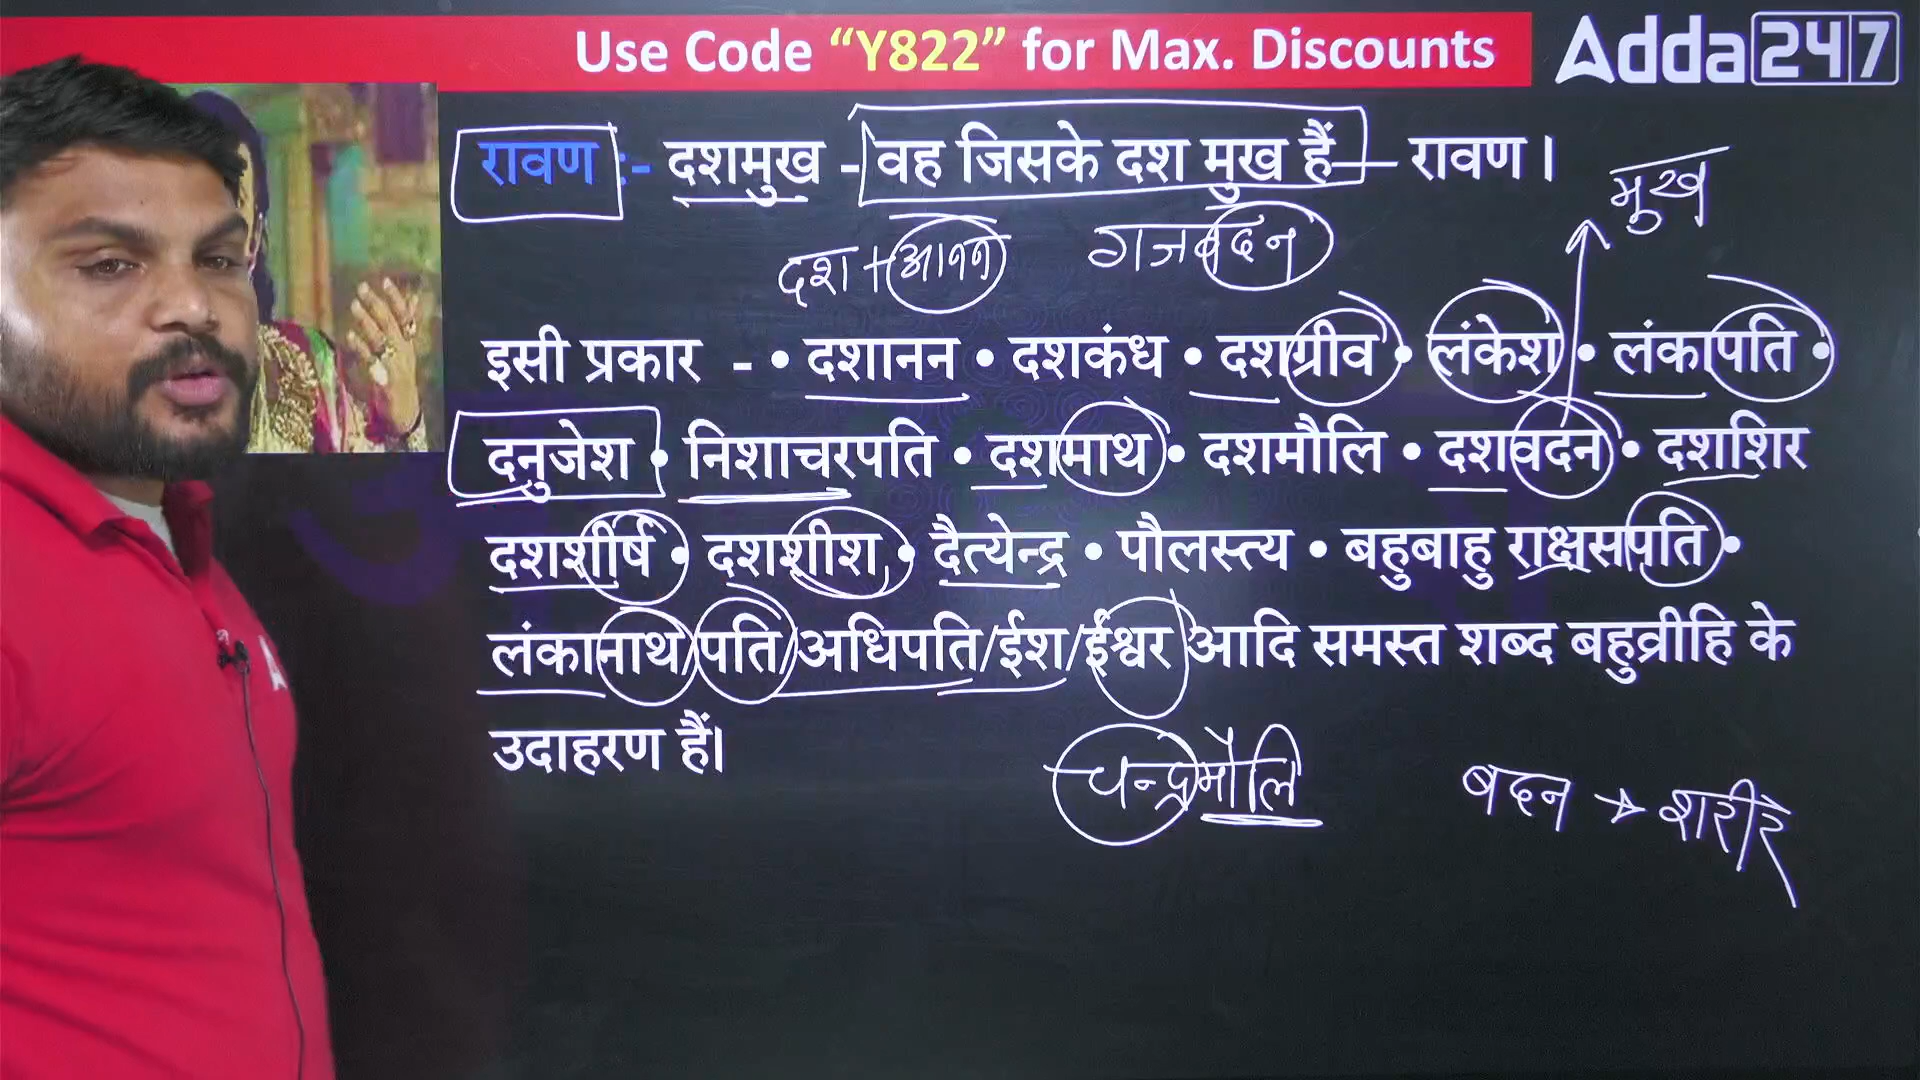 Use Code “Y822” for Max. Discounts
Adda247
रावण :- दशमुख - वह जिसके दश मुख हैं — रावण ।
मुख
दश + आनन गजबदन
इसी प्रकार - • दशानन • दशकंध • दशग्रीव • लंकेश • लंकापति •
दनुजेश • निशाचरपति • दशमाथ • दशमौलि • दशवदन • दशशिर
दशशीर्ष • दशशीश • दैत्येन्द्र • पौलस्त्य • बहुबाहु राक्षसपति •
लंकानाथ/पति/अधिपति/ईश/ईश्वर आदि समस्त शब्द बहुव्रीहि के
उदाहरण हैं।
चन्द्रमौलि
बदन → शरीर